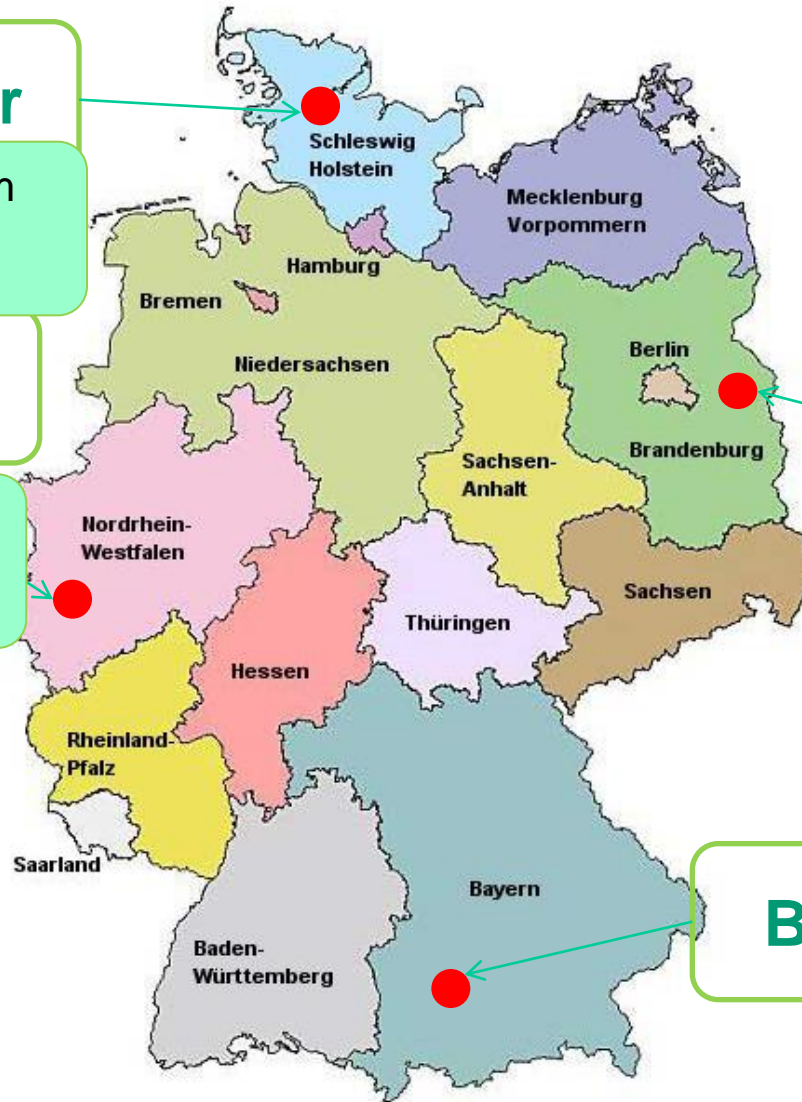 r
n
Schleswig
Holstein
Mecklenburg
Vorpommern
Hamburg
Bremen
Niedersachsen
Berlin
Brandenburg
Sachsen-
Anhalt
Nordrhein-
Westfalen
Sachsen
Thüringen
Hessen
Rheinland-
Pfalz
Saarland
Bayern
B
Baden-
Württemberg